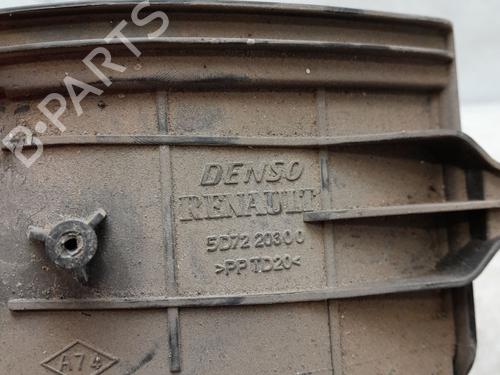 B-PARTS
DENSO
RENAULT
5D72 20300
>PP TD20<
A74